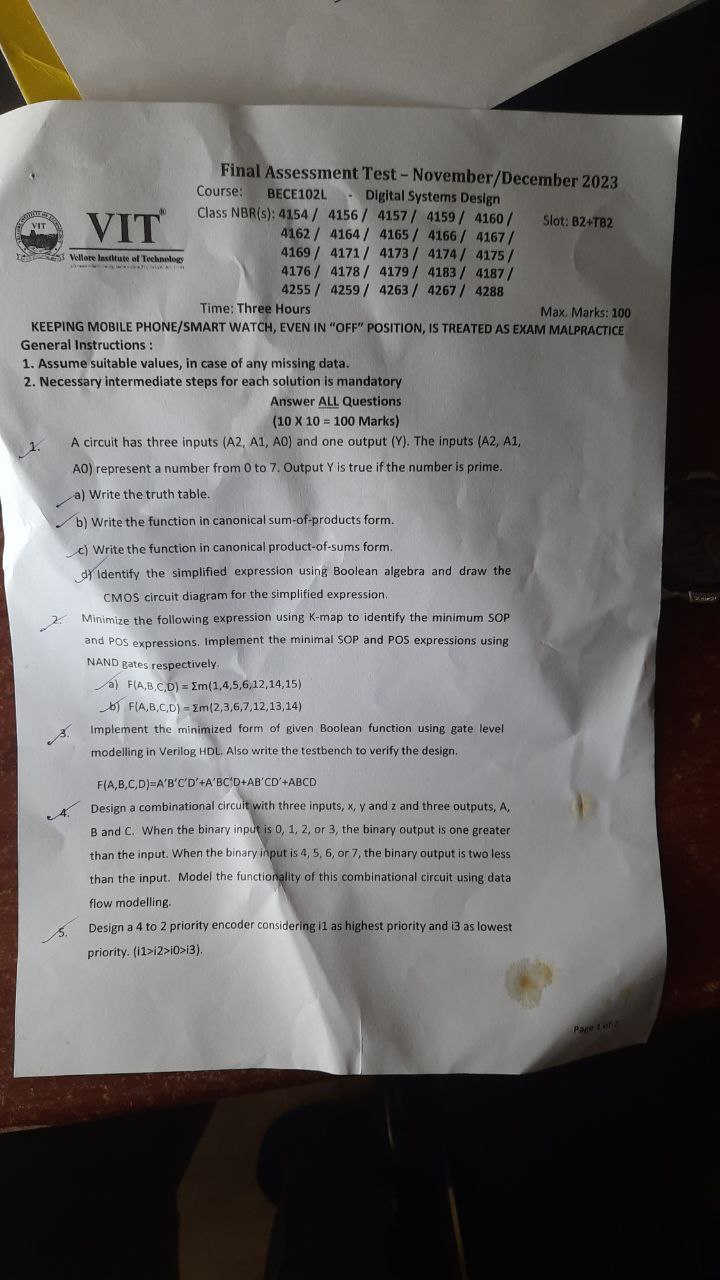 Final Assessment Test – November/December 2023
Course: BECE102L - Digital Systems Design
Class NBR(s): 4154 / 4156 / 4157 / 4159 / 4160 / Slot: B2+TB2
4162 / 4164 / 4165 / 4166 / 4167 /
4169 / 4171 / 4173 / 4174 / 4175 /
4176 / 4178 / 4179 / 4183 / 4187 /
4255 / 4259 / 4263 / 4267 / 4288
VIT
VIT®
Vellore Institute of Technology
Time: Three Hours Max. Marks: 100
KEEPING MOBILE PHONE/SMART WATCH, EVEN IN “OFF” POSITION, IS TREATED AS EXAM MALPRACTICE
General Instructions :
1. Assume suitable values, in case of any missing data.
2. Necessary intermediate steps for each solution is mandatory
Answer ALL Questions
(10 X 10 = 100 Marks)
1. A circuit has three inputs (A2, A1, A0) and one output (Y). The inputs (A2, A1,
A0) represent a number from 0 to 7. Output Y is true if the number is prime.
a) Write the truth table.
b) Write the function in canonical sum-of-products form.
c) Write the function in canonical product-of-sums form.
d) Identify the simplified expression using Boolean algebra and draw the
CMOS circuit diagram for the simplified expression.
2. Minimize the following expression using K-map to identify the minimum SOP
and POS expressions. Implement the minimal SOP and POS expressions using
NAND gates respectively.
a) F(A,B,C,D) = Σm(1,4,5,6,12,14,15)
b) F(A,B,C,D) = Σm(2,3,6,7,12,13,14)
3. Implement the minimized form of given Boolean function using gate level
modelling in Verilog HDL. Also write the testbench to verify the design.
F(A,B,C,D)=A'B'C'D'+A'BC'D+AB'CD'+ABCD
4. Design a combinational circuit with three inputs, x, y and z and three outputs, A,
B and C. When the binary input is 0, 1, 2, or 3, the binary output is one greater
than the input. When the binary input is 4, 5, 6, or 7, the binary output is two less
than the input. Model the functionality of this combinational circuit using data
flow modelling.
5. Design a 4 to 2 priority encoder considering i1 as highest priority and i3 as lowest
priority. (i1>i2>i0>i3).
Page 1 of 2